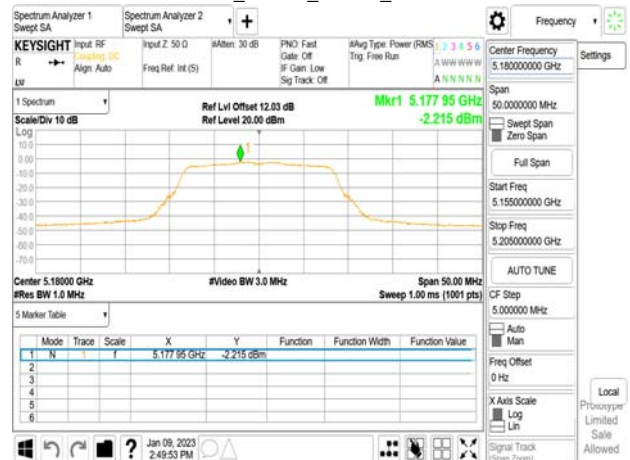 Spectrum Analyzer 1
Swept SA
Spectrum Analyzer 2
Swept SA
Frequency
KEYSIGHT
R
Input: RF
Coupling: DC
Align: Auto
Input Z: 50 Ω
Freq Ref: Int (S)
#Atten: 30 dB
PNO: Fast
Gate: Off
IF Gain: Low
Sig Track: Off
#Avg Type: Power (RMS
Trig: Free Run
1 2 3 4 5 6
A W W W W W
A N N N N N
1 Spectrum
Scale/Div 10 dB
Ref Lvl Offset 12.03 dB
Ref Level 20.00 dBm
Mkr1 5.177 95 GHz
-2.215 dBm
Log
10.0
0.00
-10.0
-20.0
-30.0
-40.0
-50.0
-60.0
-70.0
1
Center 5.18000 GHz
#Video BW 3.0 MHz
Span 50.00 MHz
#Res BW 1.0 MHz
Sweep 1.00 ms (1001 pts)
5 Marker Table
Mode Trace Scale X Y Function Function Width Function Value
1 N 1 f 5.177 95 GHz -2.215 dBm
2
3
4
5
6
Jan 09, 2023
2:49:53 PM
Center Frequency
5.180000000 GHz
Settings
Span
50.0000000 MHz
Swept Span
Zero Span
Full Span
Start Freq
5.155000000 GHz
Stop Freq
5.205000000 GHz
AUTO TUNE
CF Step
5.000000 MHz
Auto
Man
Freq Offset
0 Hz
X Axis Scale
Log
Lin
Signal Track
(Span Zoom)
Local
Prototype
Limited
Sale
Allowed